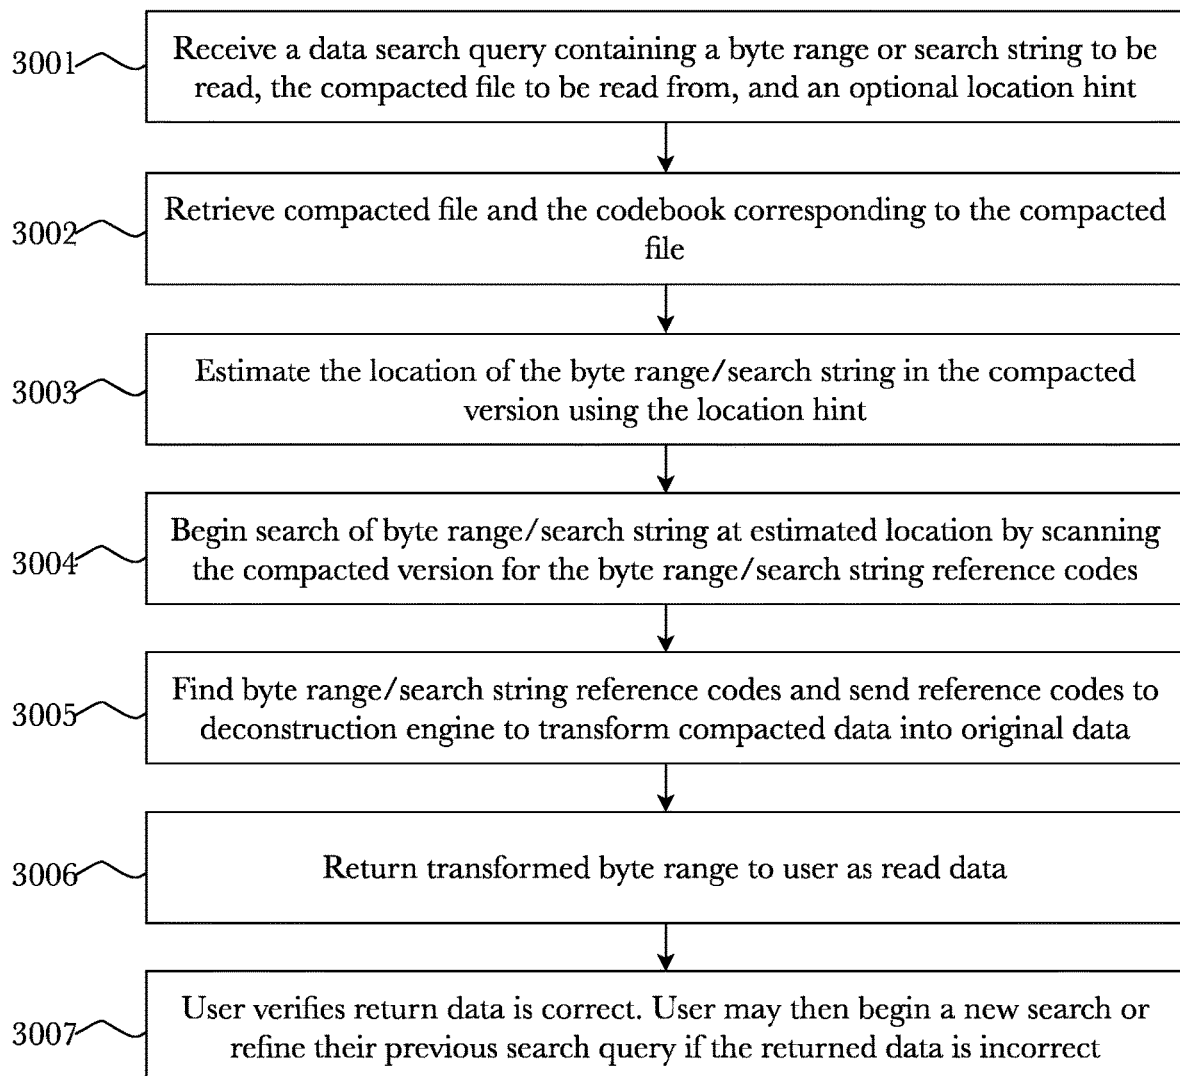 3001
Receive a data search query containing a byte range or search string to be
read, the compacted file to be read from, and an optional location hint
3002
Retrieve compacted file and the codebook corresponding to the compacted
file
3003
Estimate the location of the byte range/search string in the compacted
version using the location hint
3004
Begin search of byte range/search string at estimated location by scanning
the compacted version for the byte range/search string reference codes
3005
Find byte range/search string reference codes and send reference codes to
deconstruction engine to transform compacted data into original data
3006
Return transformed byte range to user as read data
3007
User verifies return data is correct. User may then begin a new search or
refine their previous search query if the returned data is incorrect